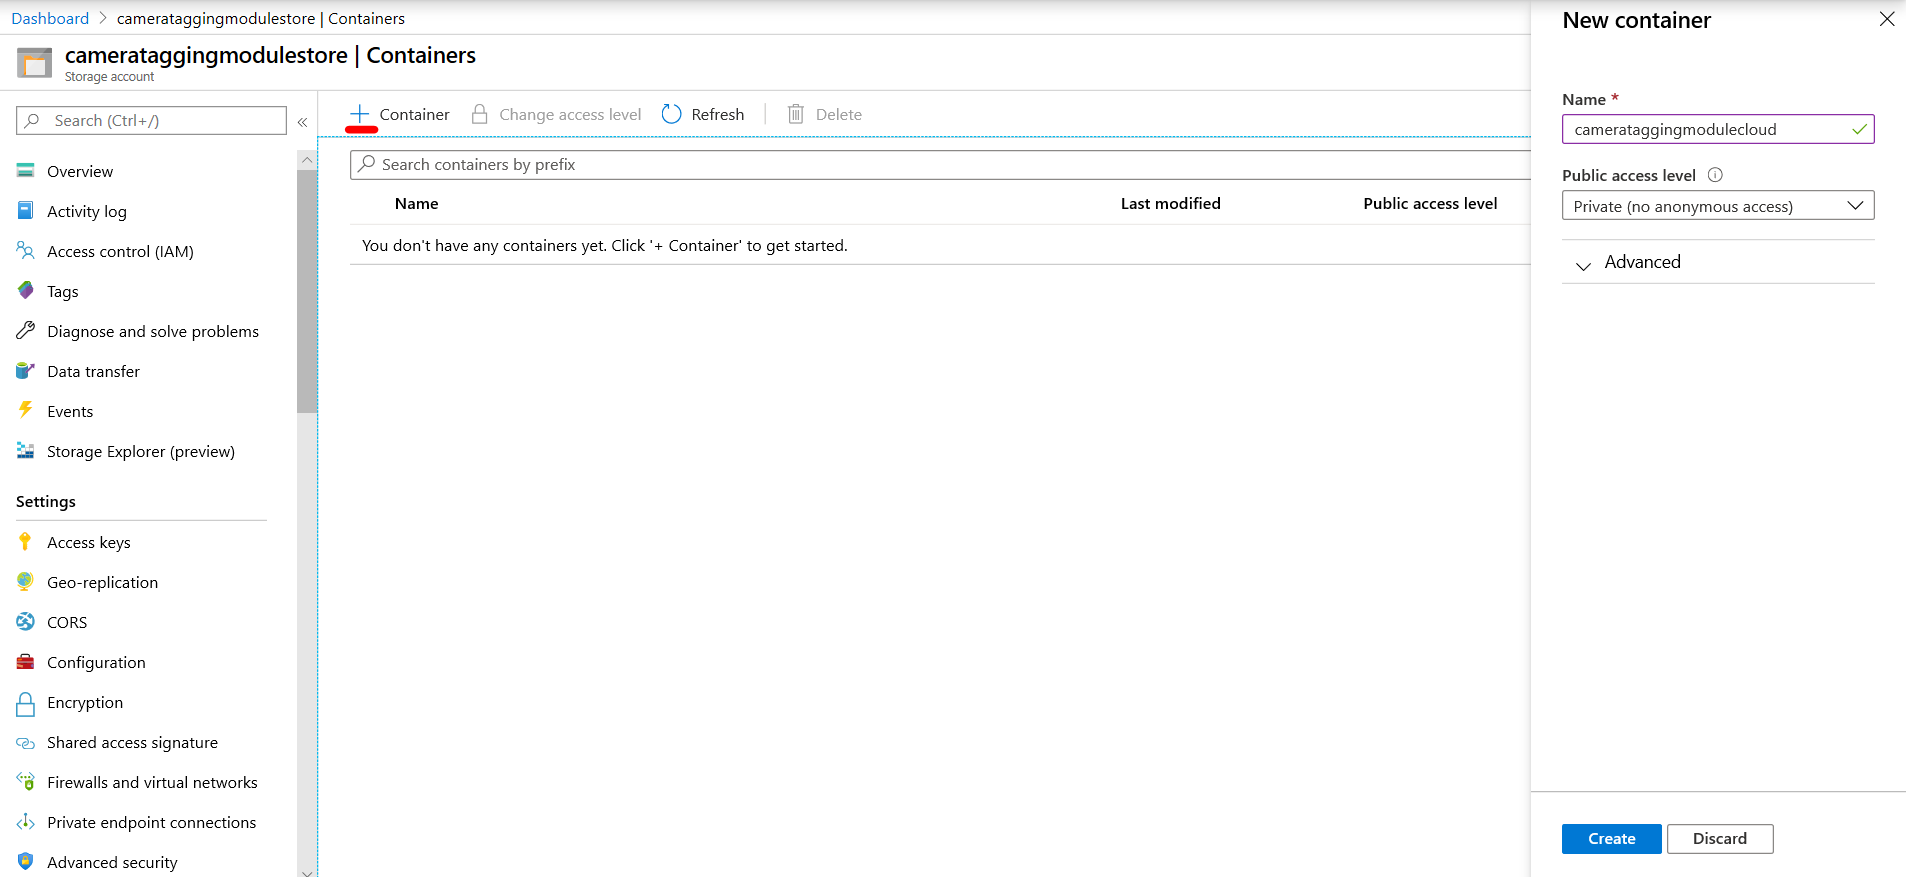 Dashboard > camerataggingmodulestore | Containers
camerataggingmodulestore | Containers
Storage account
Search (Ctrl+/)
«
Overview
Activity log
Access control (IAM)
Tags
Diagnose and solve problems
Data transfer
Events
Storage Explorer (preview)
Settings
Access keys
Geo-replication
CORS
Configuration
Encryption
Shared access signature
Firewalls and virtual networks
Private endpoint connections
Advanced security
Container Change access level Refresh Delete
Search containers by prefix
Name Last modified Public access level
You don't have any containers yet. Click '+ Container' to get started.
New container
Name *
camerataggingmodulecloud
Public access level
Private (no anonymous access)
Advanced
Create Discard